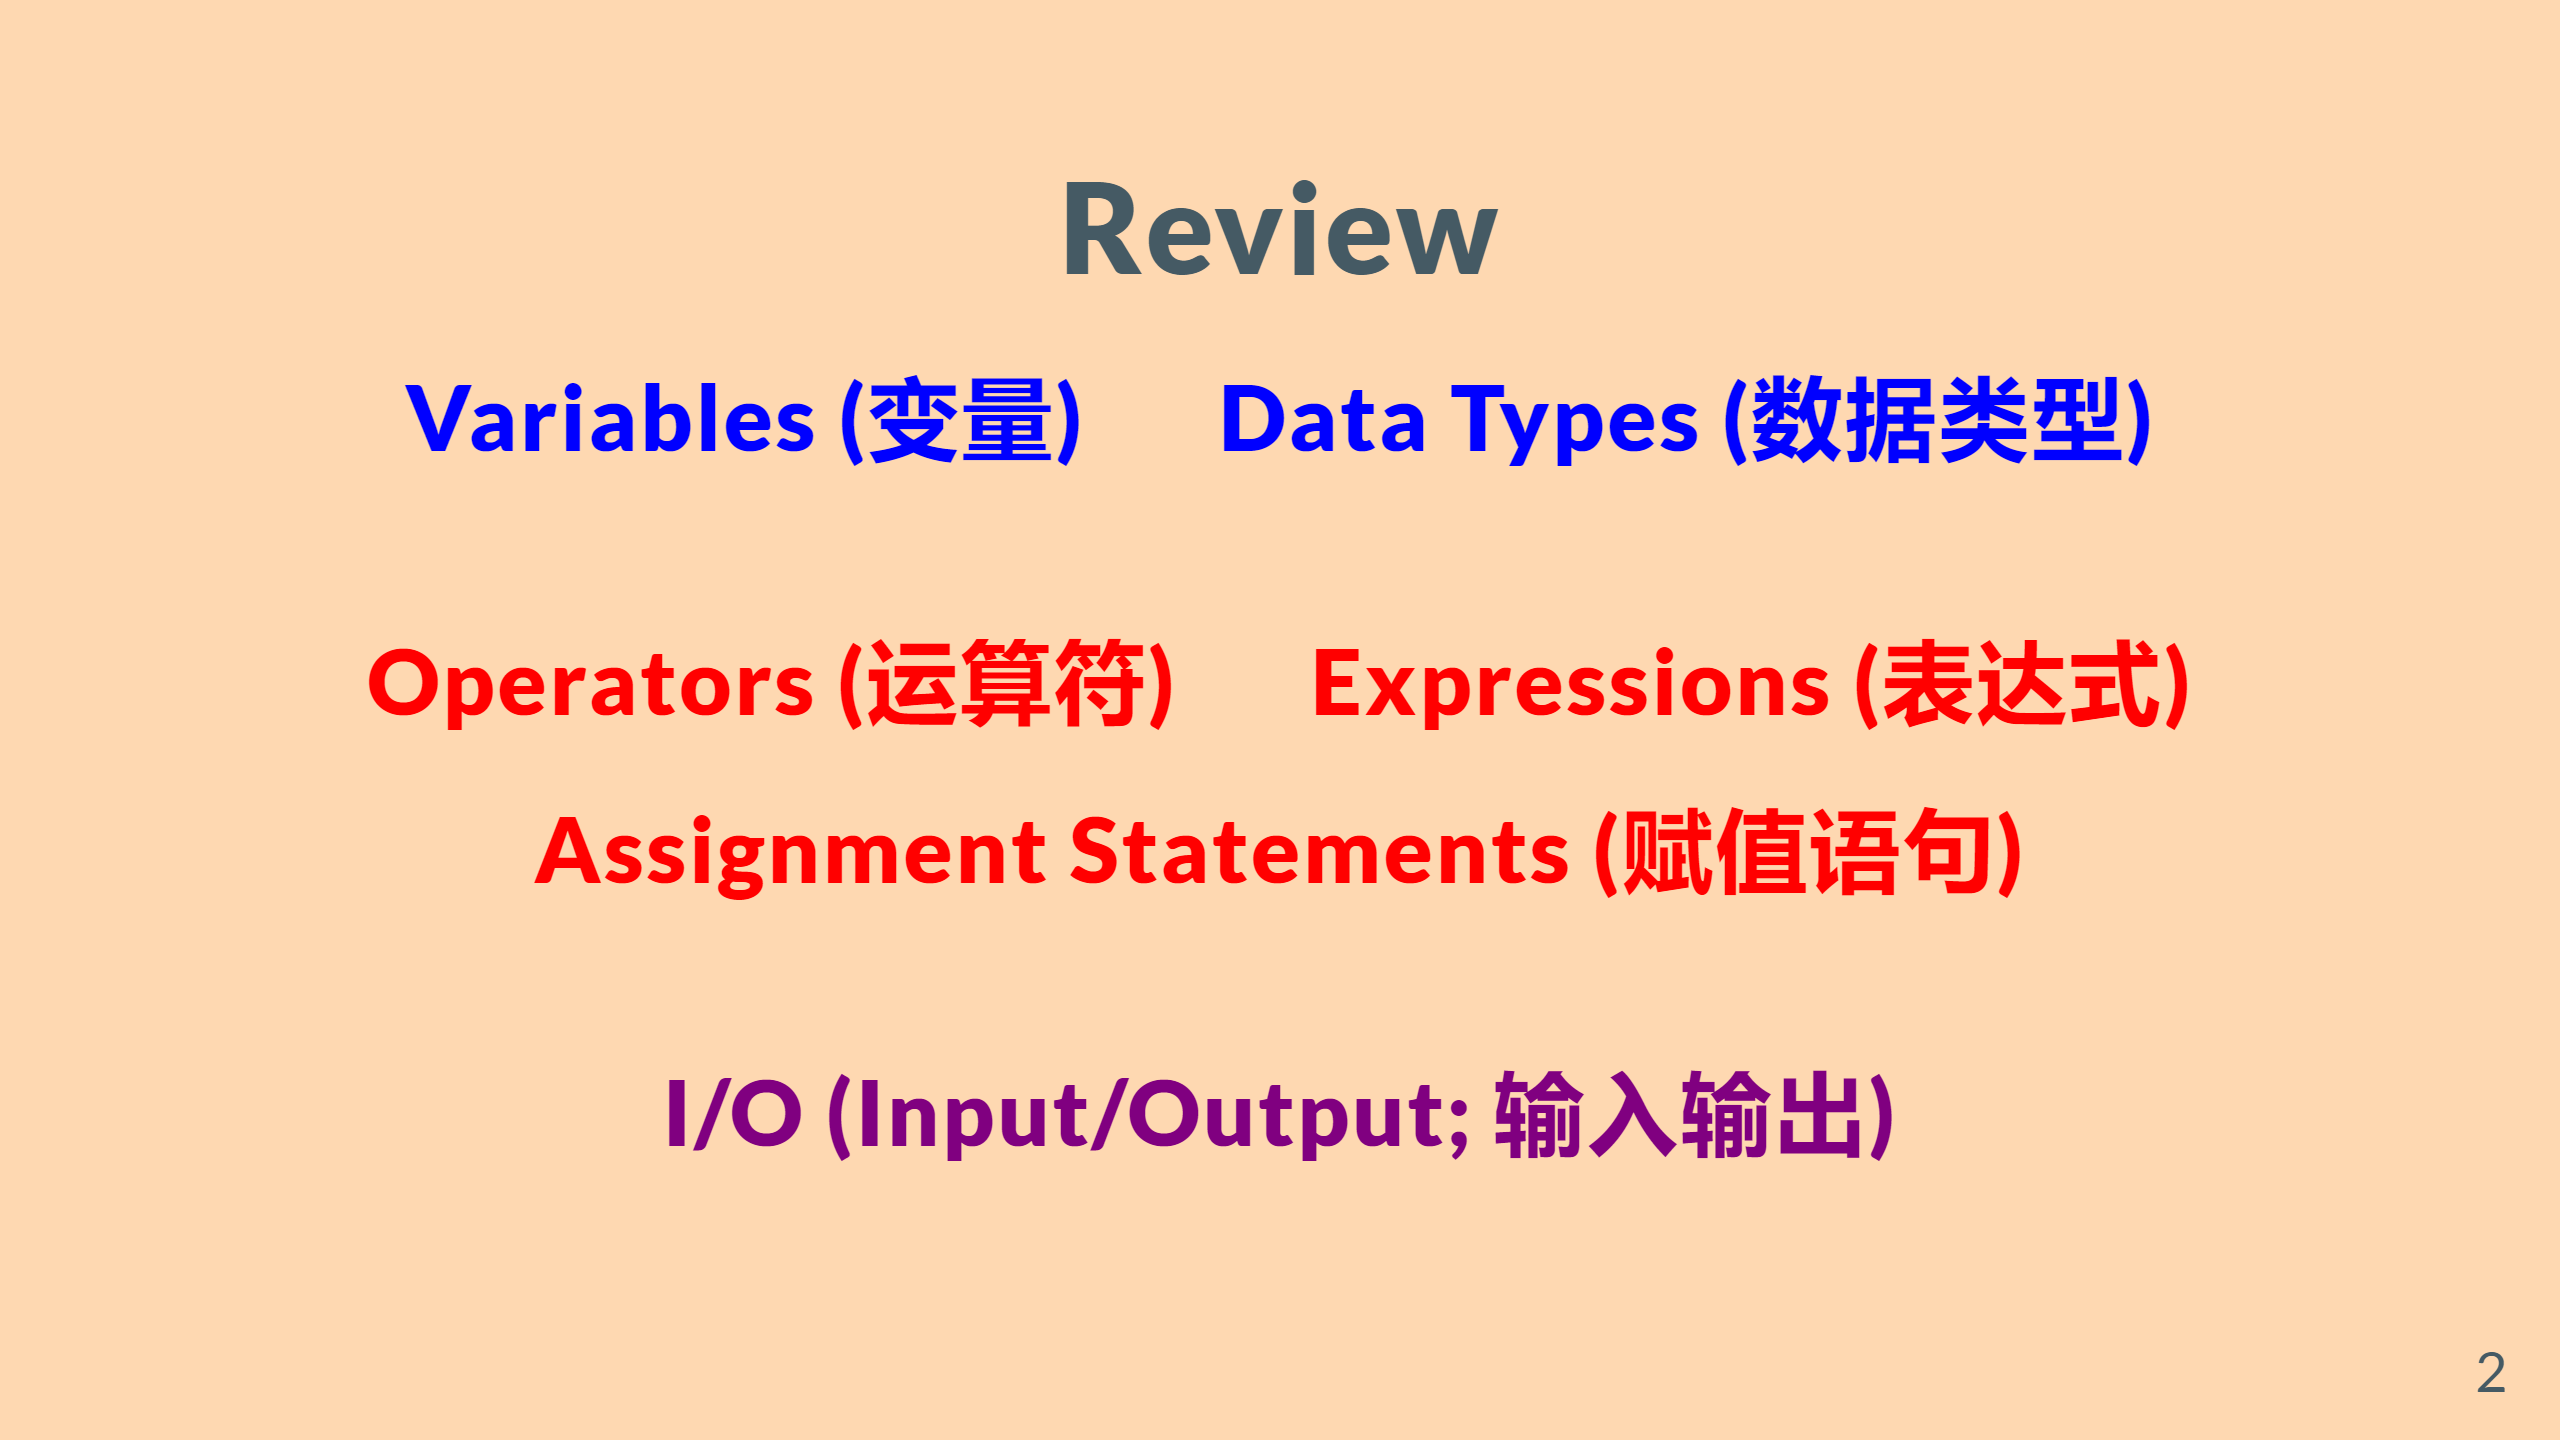 Review
Variables (变量) Data Types (数据类型)
Operators (运算符) Expressions (表达式)
Assignment Statements (赋值语句)
I/O (Input/Output; 输入输出)
2